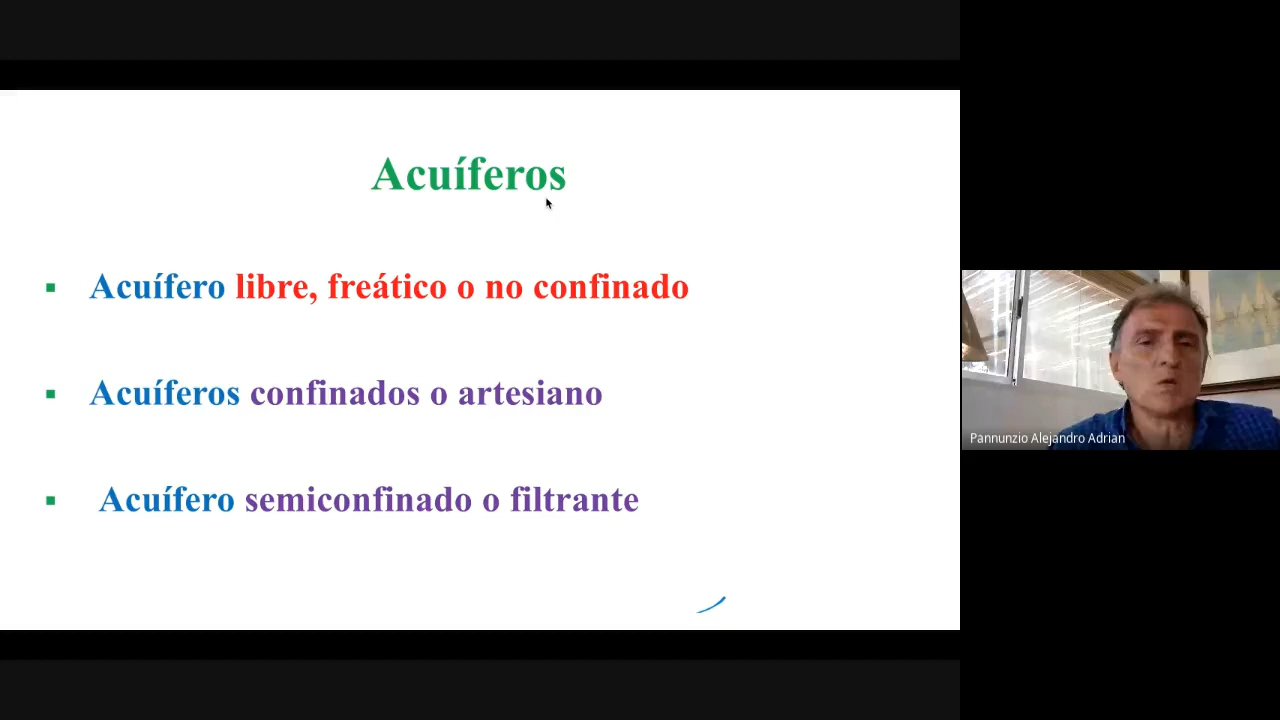 Acuíferos
Acuífero libre, freático o no confinado
Acuíferos confinados o artesiano
Acuífero semiconfinado o filtrante
Pannunzio Alejandro Adrian